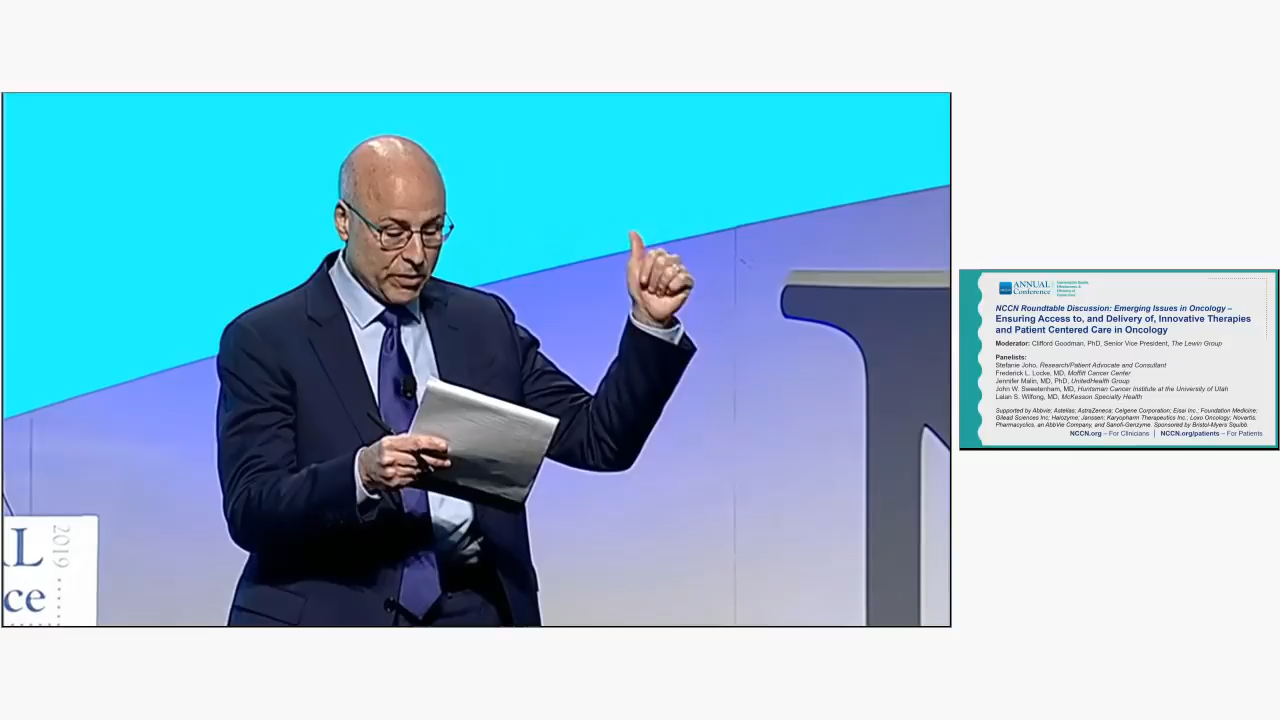 L
2019
ce
ANNUAL
Conference
NCCN Roundtable Discussion: Emerging Issues in Oncology –
Ensuring Access to, and Delivery of, Innovative Therapies
and Patient Centered Care in Oncology
Moderator: Clifford Goodman, PhD, Senior Vice President, The Lewin Group
Panelists:
Stefanie Joho, Research/Patient Advocate and Consultant
Frederick L. Locke, MD, Moffitt Cancer Center
Jennifer Malin, MD, PhD, UnitedHealth Group
John W. Sweetenham, MD, Huntsman Cancer Institute at the University of Utah
Lalan S. Wilfong, MD, McKesson Specialty Health
Supported by Abbvie; Astellas; AstraZeneca; Celgene Corporation; Eisai Inc.; Foundation Medicine;
Gilead Sciences Inc; Halozyme; Janssen; Karyopharm Therapeutics Inc.; Loxo Oncology; Novartis;
Pharmacyclics, an AbbVie Company, and Sanofi-Genzyme. Sponsored by Bristol-Myers Squibb.
NCCN.org – For Clinicians | NCCN.org/patients – For Patients